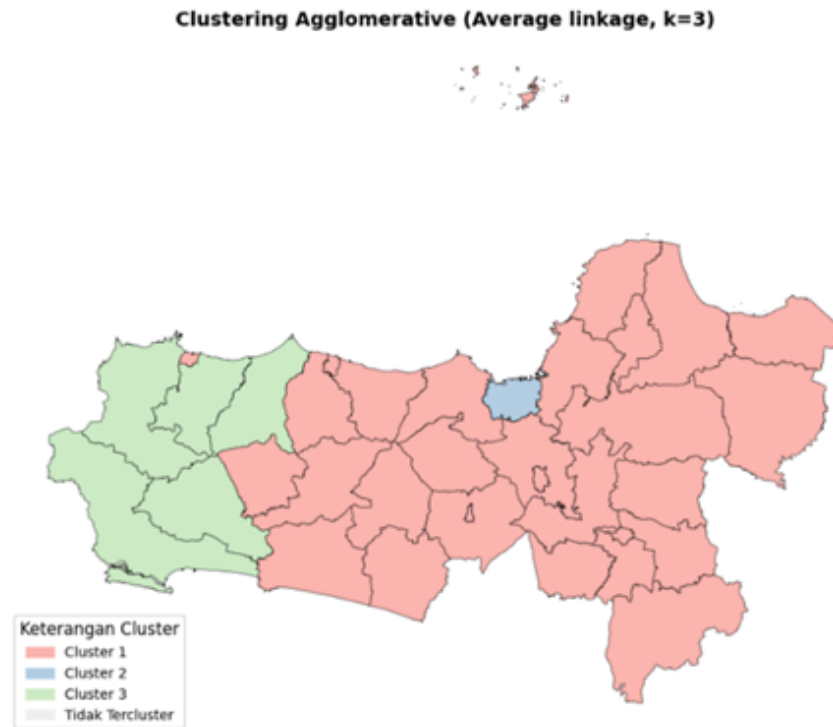 Clustering Agglomerative (Average linkage, k=3)
Keterangan Cluster
Cluster 1
Cluster 2
Cluster 3
Tidak Tercluster